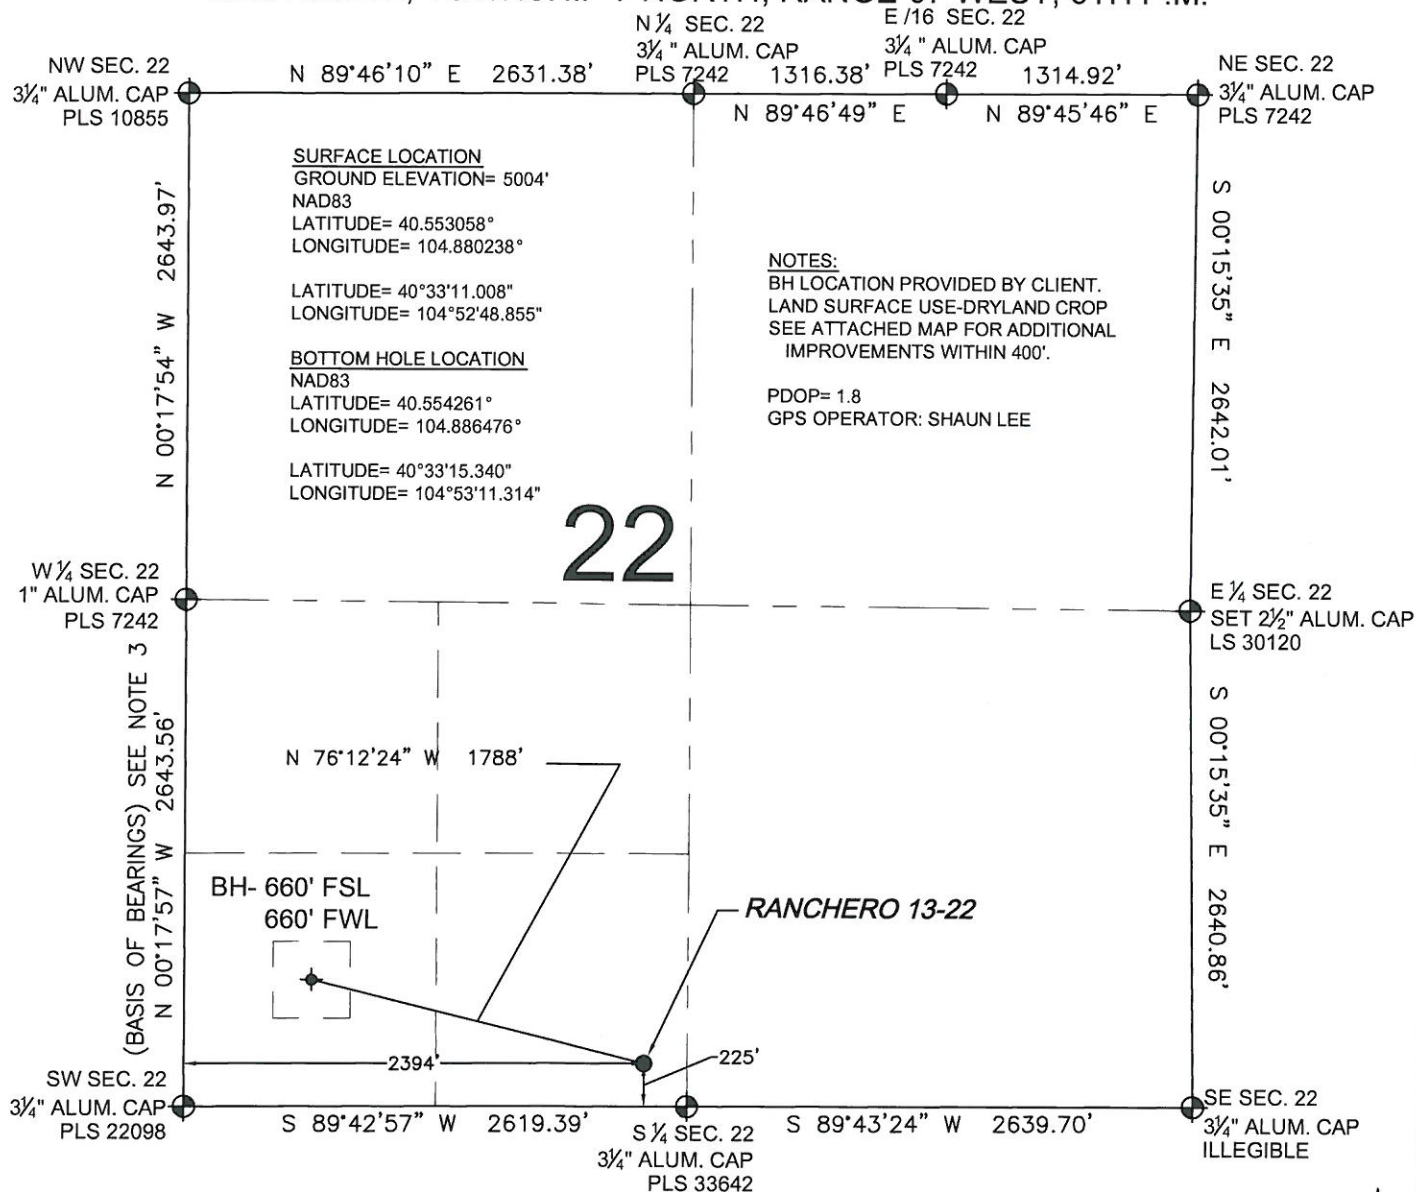 N ¼ SEC. 22
3¼" ALUM. CAP
PLS 7242
E /16 SEC. 22
3¼" ALUM. CAP
PLS 7242
NW SEC. 22
3¼" ALUM. CAP
PLS 10855
N 89°46'10" E 2631.38'
1316.38'
N 89°46'49" E
1314.92'
N 89°45'46" E
NE SEC. 22
3¼" ALUM. CAP
PLS 7242
SURFACE LOCATION
GROUND ELEVATION= 5004'
NAD83
LATITUDE= 40.553058°
LONGITUDE= 104.880238°
LATITUDE= 40°33'11.008"
LONGITUDE= 104°52'48.855"
BOTTOM HOLE LOCATION
NAD83
LATITUDE= 40.554261°
LONGITUDE= 104.886476°
LATITUDE= 40°33'15.340"
LONGITUDE= 104°53'11.314"
NOTES:
BH LOCATION PROVIDED BY CLIENT.
LAND SURFACE USE-DRYLAND CROP
SEE ATTACHED MAP FOR ADDITIONAL
IMPROVEMENTS WITHIN 400'.
PDOP= 1.8
GPS OPERATOR: SHAUN LEE
N 00°17'54" W 2643.97'
S 00°15'35" E 2642.01'
22
W ¼ SEC. 22
1" ALUM. CAP
PLS 7242
E ¼ SEC. 22
SET 2½" ALUM. CAP
LS 30120
(BASIS OF BEARINGS) SEE NOTE 3
N 00°17'57" W 2643.56'
S 00°15'35" E 2640.86'
N 76°12'24" W 1788'
BH- 660' FSL
660' FWL
RANCHERO 13-22
2394'
225'
SW SEC. 22
3¼" ALUM. CAP
PLS 22098
S 89°42'57" W 2619.39'
S ¼ SEC. 22
3¼" ALUM. CAP
PLS 33642
S 89°43'24" W 2639.70'
SE SEC. 22
3¼" ALUM. CAP
ILLEGIBLE